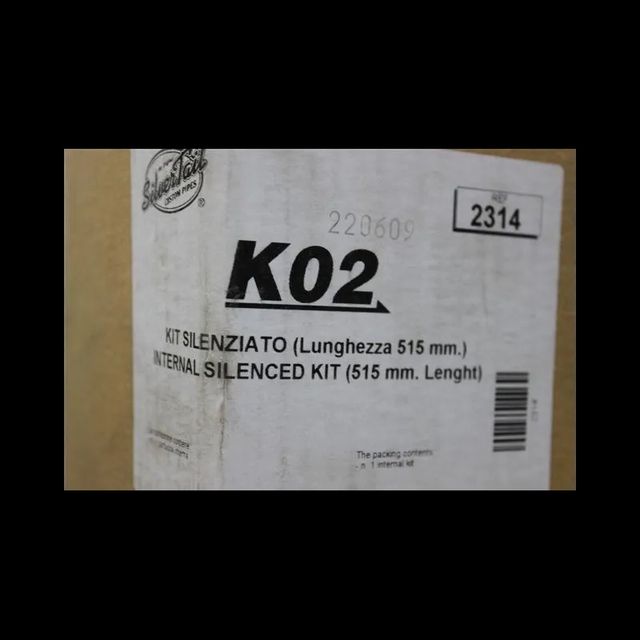 SilverTail
CUSTOM PIPES
®
REF
2314
220609
K02
KIT SILENZIATO (Lunghezza 515 mm.)
INTERNAL SILENCED KIT (515 mm. Lenght)
The packing contents
- n. 1 internal kit
2314